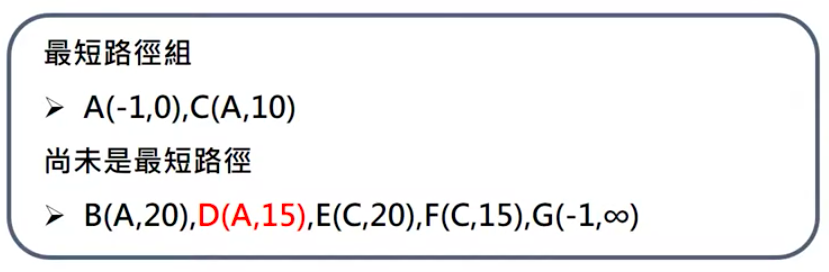 最短路徑組
➢ A(-1,0),C(A,10)
尚未是最短路徑
➢ B(A,20),D(A,15),E(C,20),F(C,15),G(-1,∞)